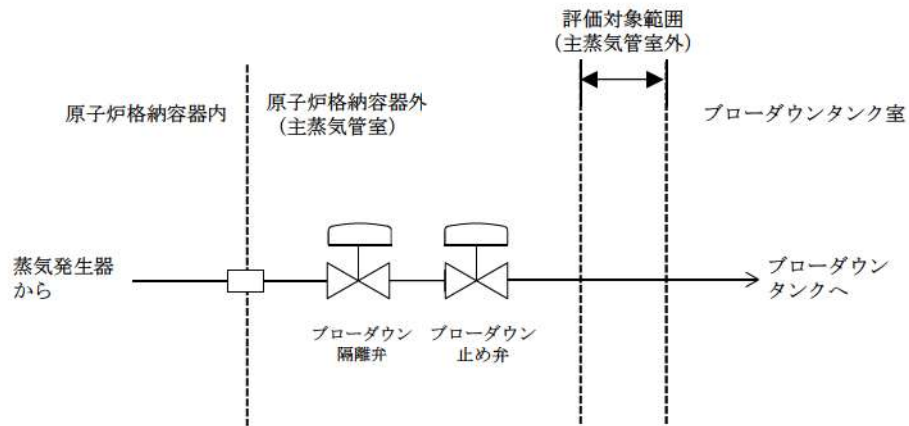 評価対象範囲
（主蒸気管室外）
原子炉格納容器内
原子炉格納容器外
（主蒸気管室）
ブローダウンタンク室
蒸気発生器
から
ブローダウン
タンクへ
ブローダウン
隔離弁
ブローダウン
止め弁